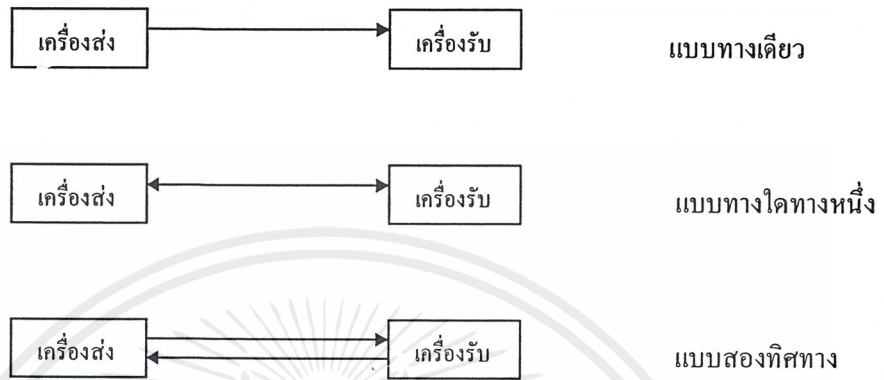 เครื่องส่ง เครื่องรับ แบบทางเดียว
เครื่องส่ง เครื่องรับ แบบทางใดทางหนึ่ง
เครื่องส่ง เครื่องรับ แบบสองทิศทาง